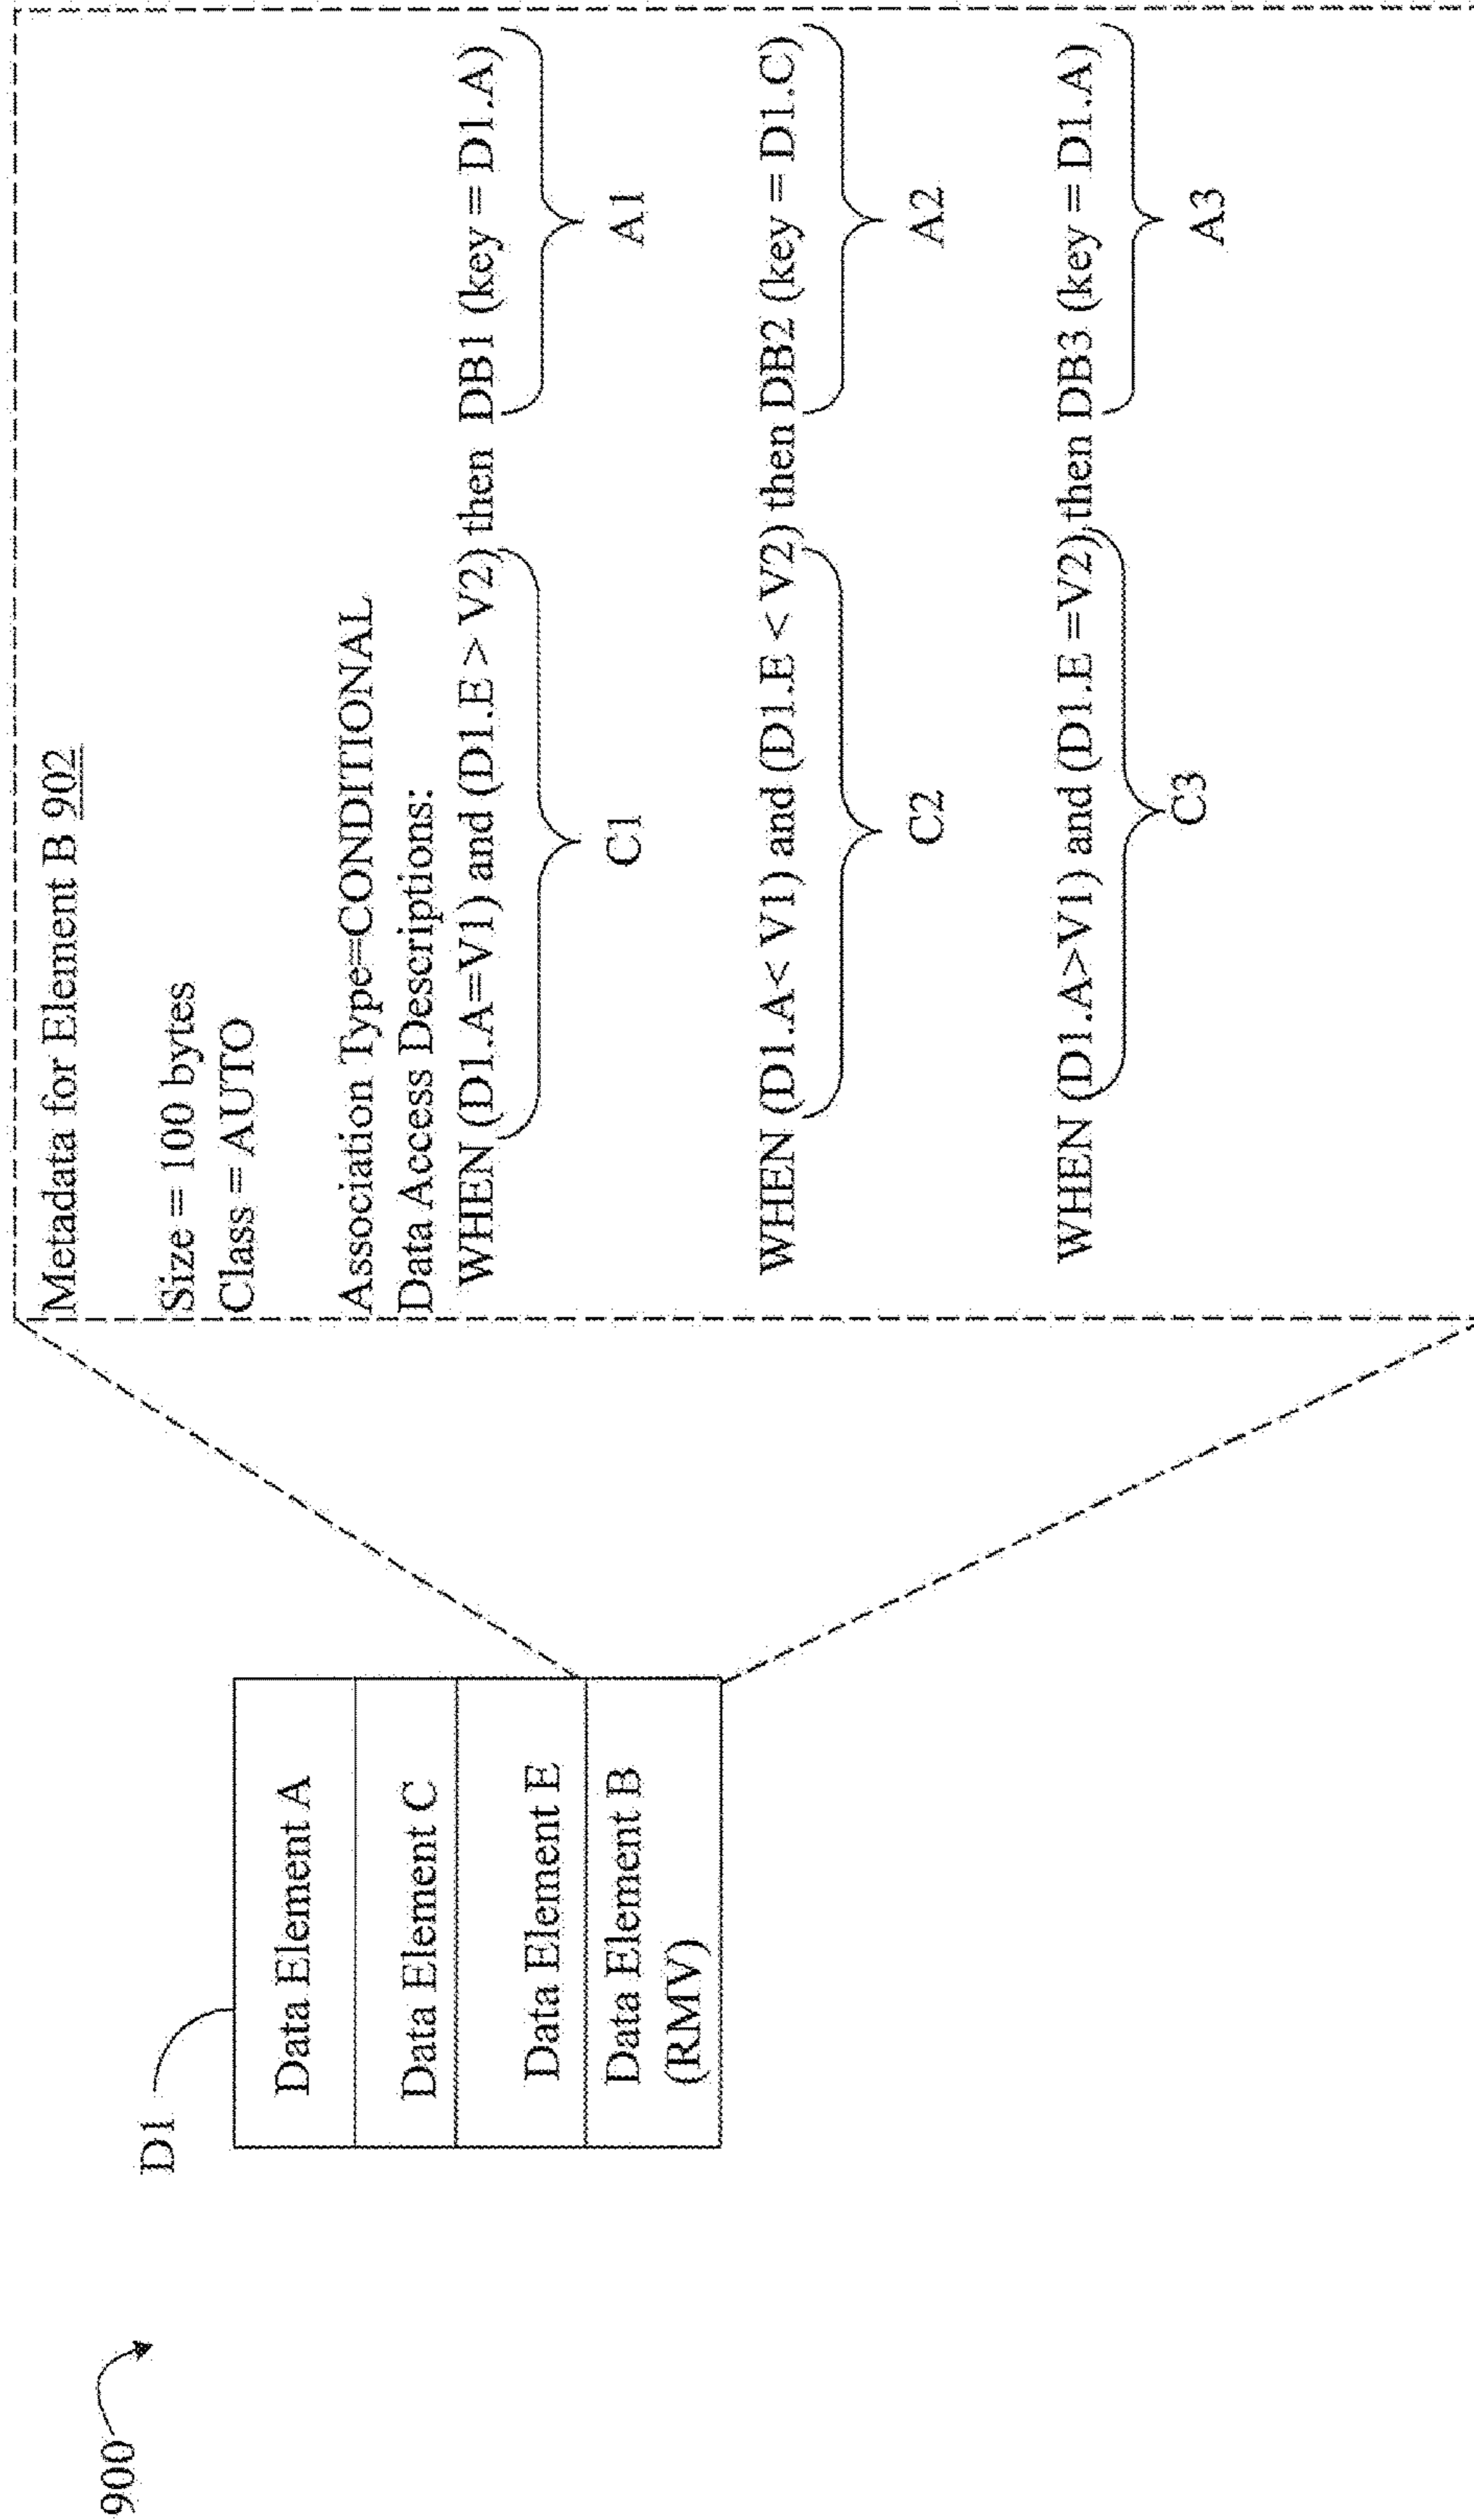 900
D1
Data Element A
Data Element C
Data Element E
Data Element B
(RMV)
Metadata for Element B 902
Size = 100 bytes
Class = AUTO
Association Type=CONDITIONAL
Data Access Descriptions:
WHEN (D1.A=V1) and (D1.E > V2) then DB1 (key = D1.A)
C1 A1
WHEN (D1.A< V1) and (D1.E < V2) then DB2 (key = D1.C)
C2 A2
WHEN (D1.A>V1) and (D1.E =V2) then DB3 (key = D1.A)
C3 A3